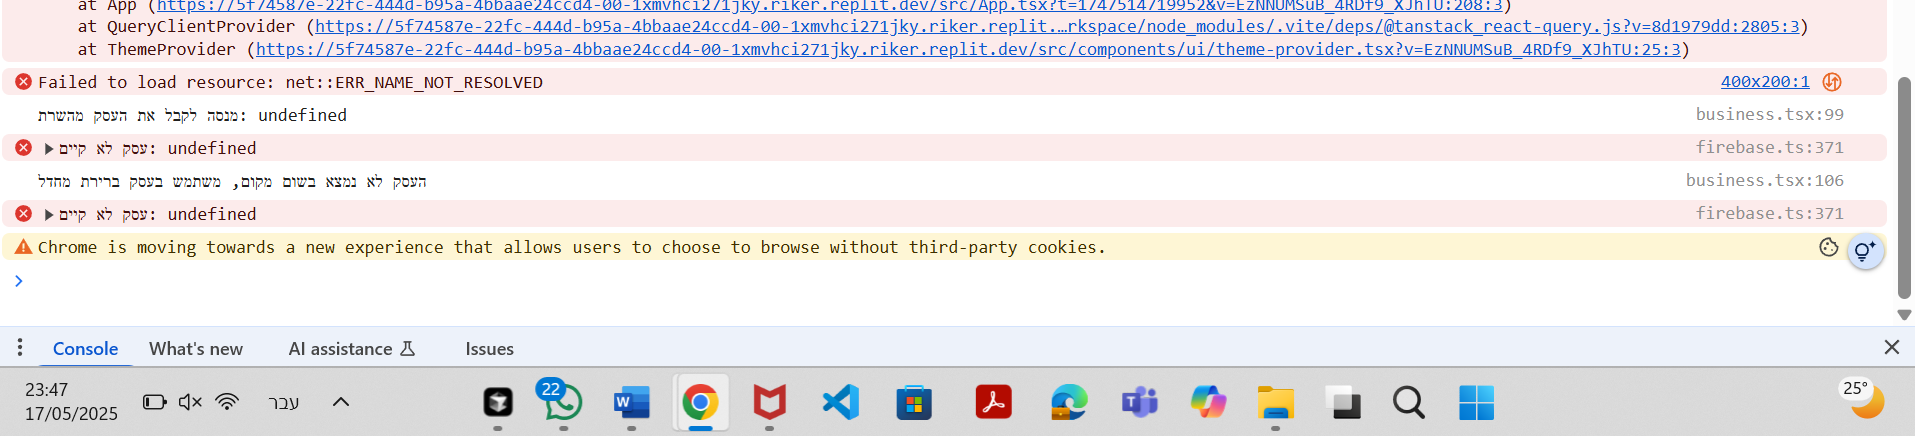 at App (https://5f74587e-22fc-444d-b95a-4bbaae24ccd4-00-1xmvhci271jky.riker.replit.dev/src/App.tsx?t=1747514719952&v=EzNNUMSuB_4RDf9_XJhTU:208:3)
at QueryClientProvider (https://5f74587e-22fc-444d-b95a-4bbaae24ccd4-00-1xmvhci271jky.riker.replit.…rkspace/node_modules/.vite/deps/@tanstack_react-query.js?v=8d1979dd:2805:3)
at ThemeProvider (https://5f74587e-22fc-444d-b95a-4bbaae24ccd4-00-1xmvhci271jky.riker.replit.dev/src/components/ui/theme-provider.tsx?v=EzNNUMSuB_4RDf9_XJhTU:25:3)
Failed to load resource: net::ERR_NAME_NOT_RESOLVED 400x200:1
מנסה לקבל את העסק מהשרת: undefined business.tsx:99
עסק לא קיים: undefined firebase.ts:371
העסק לא נמצא בשום מקום, משתמש בעסק ברירת מחדל business.tsx:106
עסק לא קיים: undefined firebase.ts:371
Chrome is moving towards a new experience that allows users to choose to browse without third-party cookies.
Console What's new AI assistance Issues
23:47
17/05/2025
עבר
22
25°